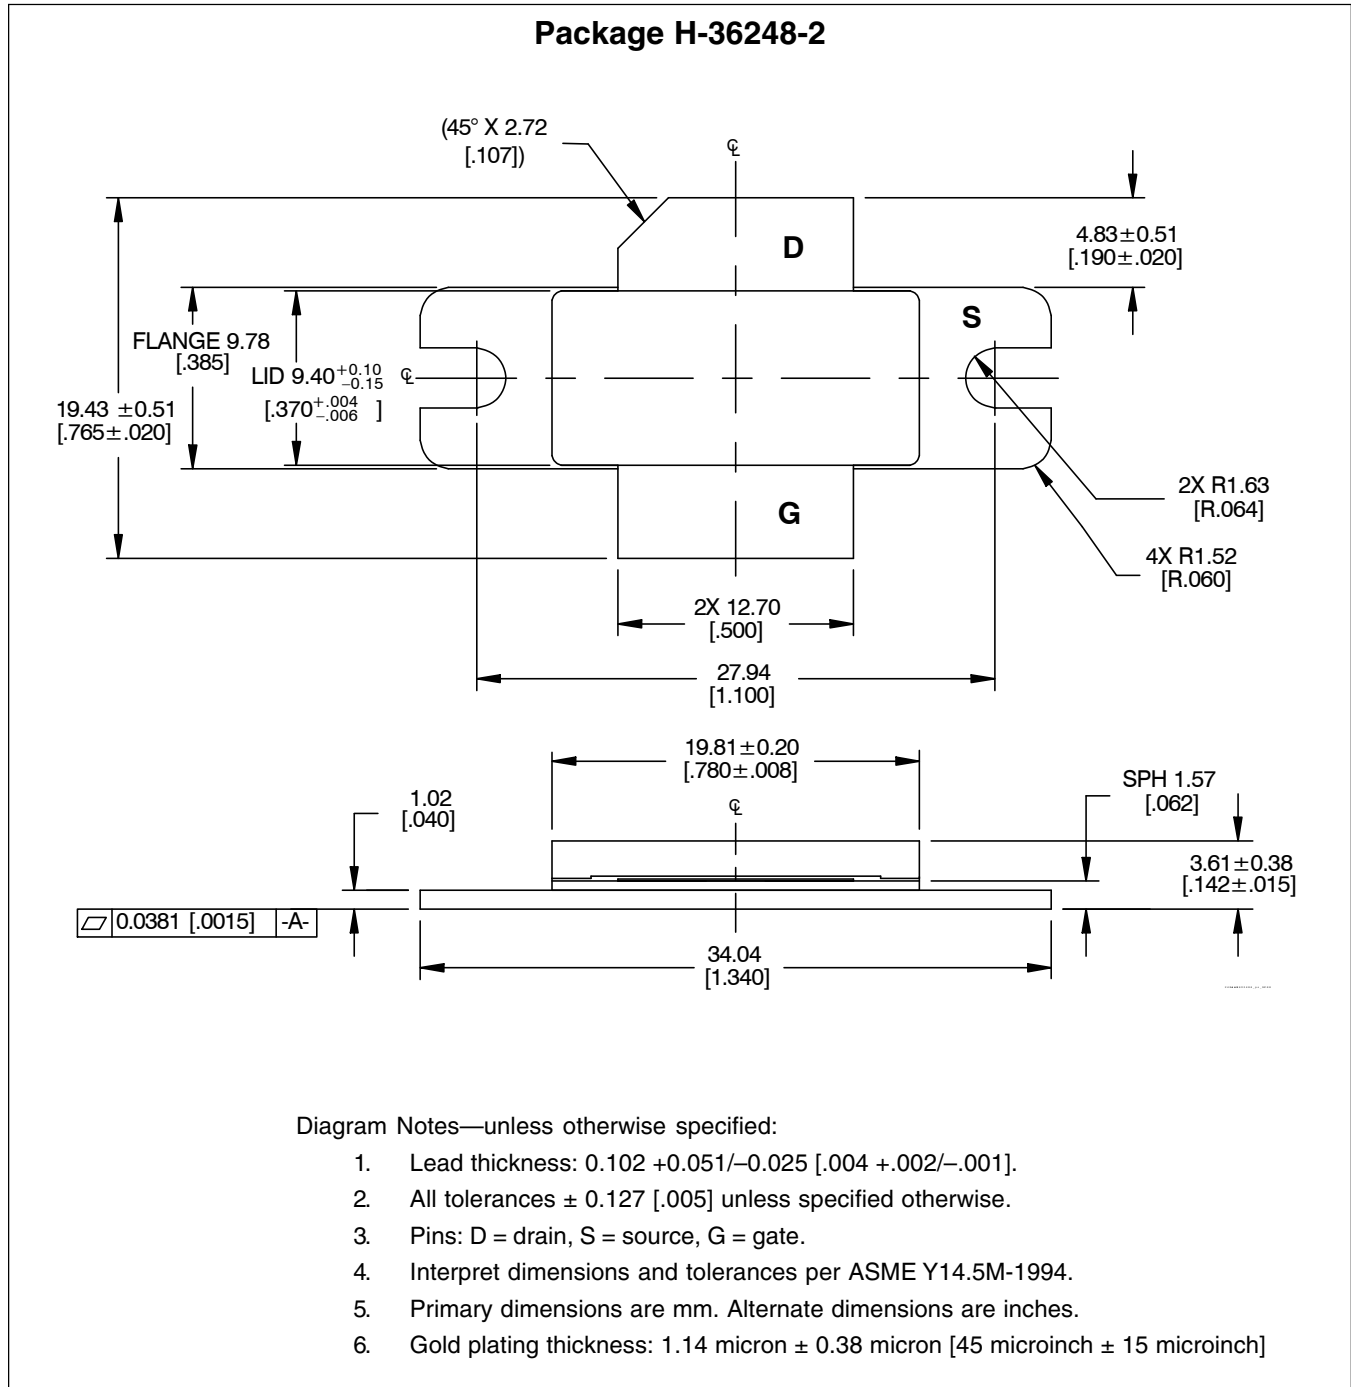 Package H-36248-2
(45° X 2.72
[.107])
℄
D
4.83±0.51
[.190±.020]
S
FLANGE 9.78
[.385]
LID 9.40+0.10
–0.15
℄
[.370+.004
–.006 ]
19.43 ±0.51
[.765±.020]
2X R1.63
[R.064]
G
4X R1.52
[R.060]
2X 12.70
[.500]
27.94
[1.100]
19.81±0.20
[.780±.008]
SPH 1.57
[.062]
1.02
[.040]
℄
3.61±0.38
[.142±.015]
⏥ 0.0381 [.0015] -A-
34.04
[1.340]
Diagram Notes—unless otherwise specified:
1. Lead thickness: 0.102 +0.051/–0.025 [.004 +.002/–.001].
2. All tolerances ± 0.127 [.005] unless specified otherwise.
3. Pins: D = drain, S = source, G = gate.
4. Interpret dimensions and tolerances per ASME Y14.5M-1994.
5. Primary dimensions are mm. Alternate dimensions are inches.
6. Gold plating thickness: 1.14 micron ± 0.38 micron [45 microinch ± 15 microinch]